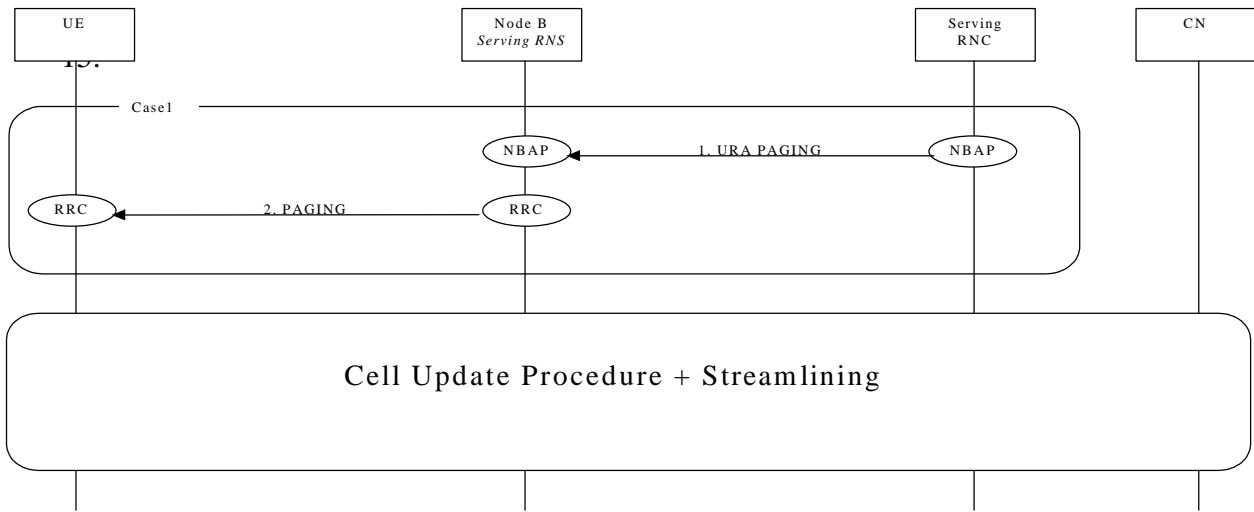 UE
Node B
Serving RNS
Serving
RNC
CN
Case1
NBAP
1. URA PAGING
NBAP
RRC
2. PAGING
RRC
Cell Update Procedure + Streamlining